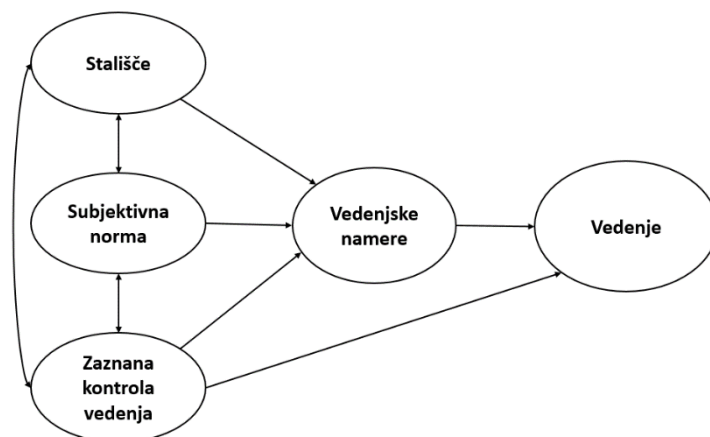 Stališče
Subjektivna
norma
Vedenjske
namere
Vedenje
Zaznana
kontrola
vedenja